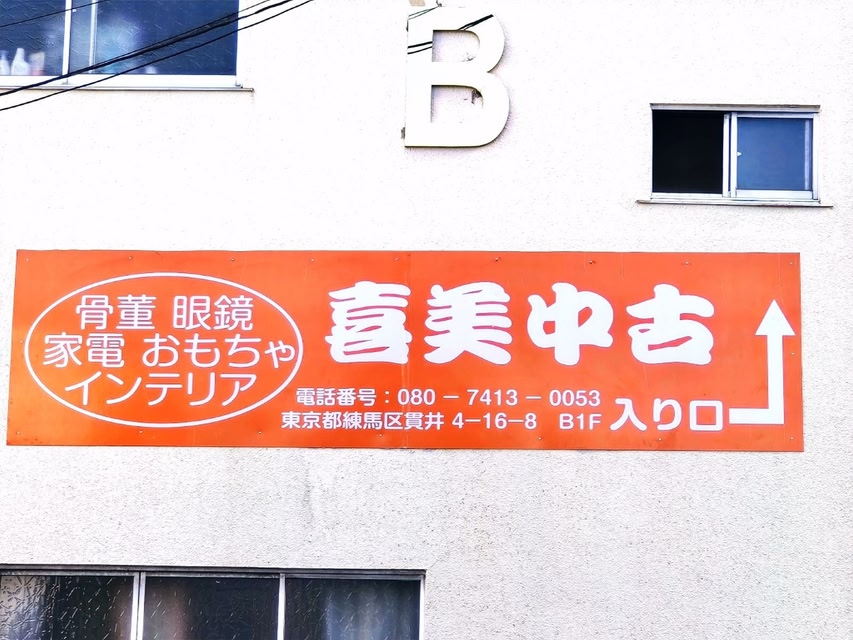 B
骨董 眼鏡
家電 おもちゃ
インテリア
喜美中古
電話番号：080－7413－0053
東京都練馬区貫井 4－16－8 B1F
入り口